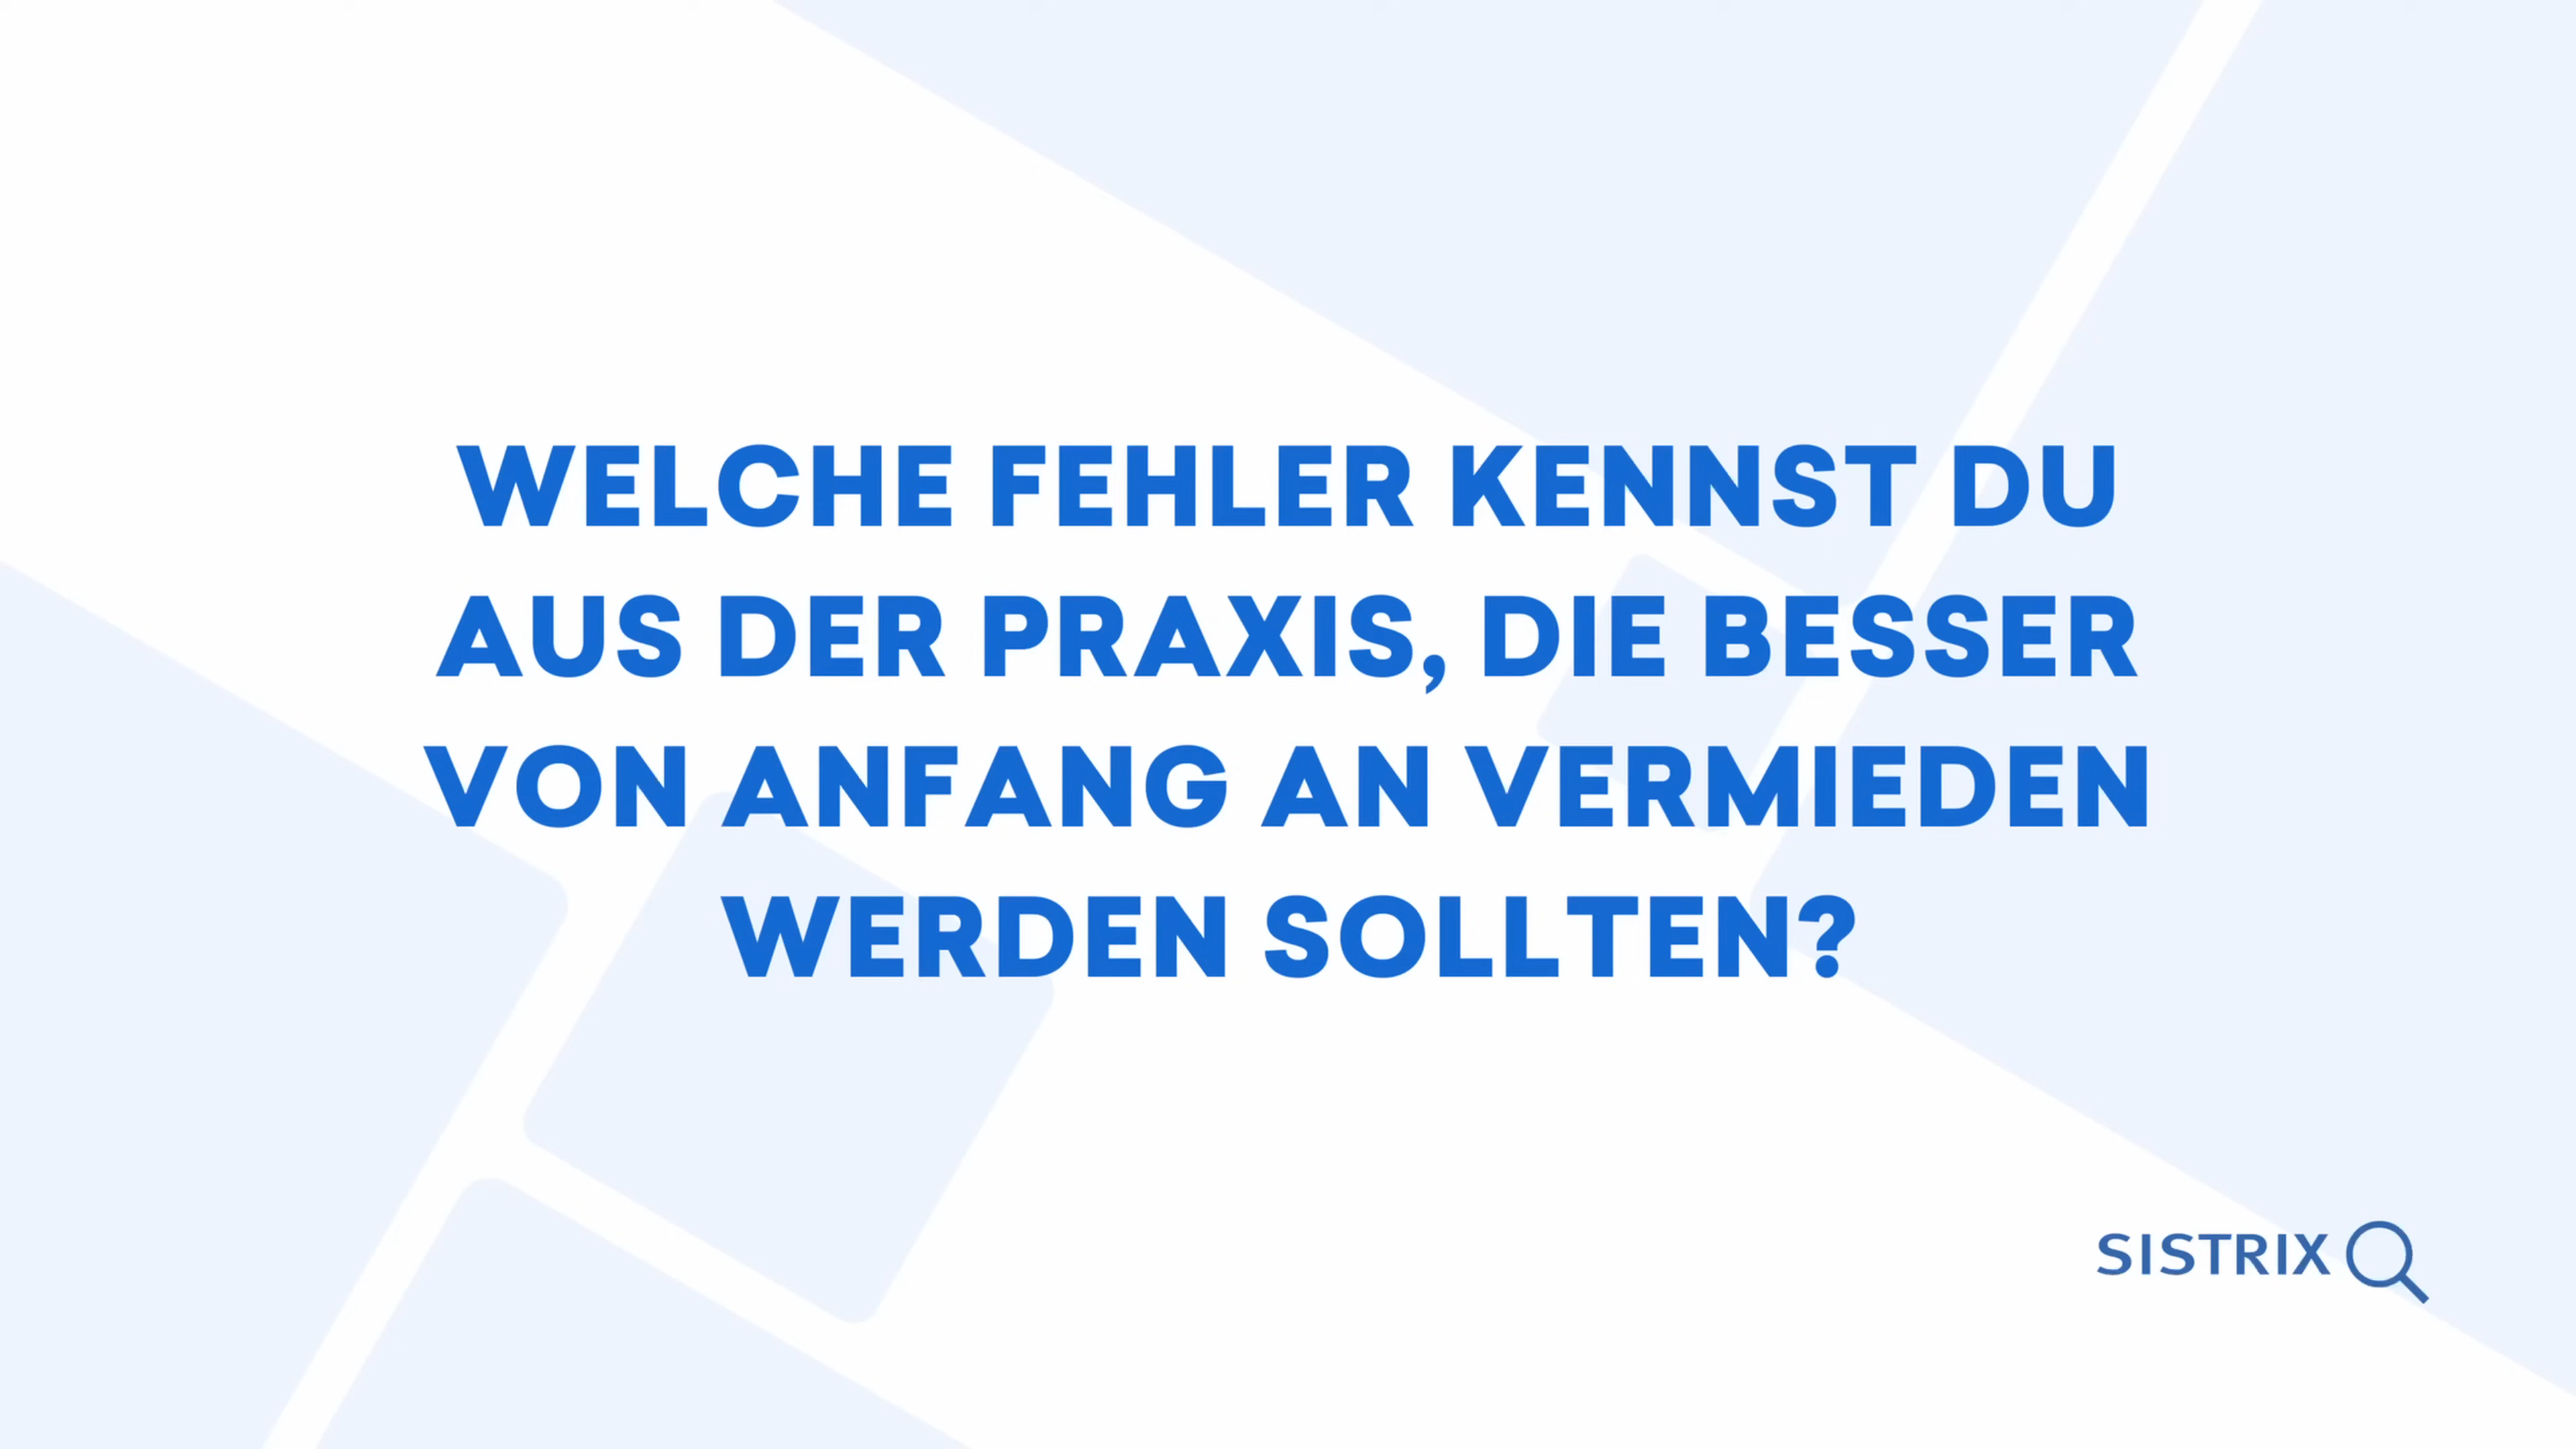 WELCHE FEHLER KENNST DU
AUS DER PRAXIS, DIE BESSER
VON ANFANG AN VERMIEDEN
WERDEN SOLLTEN?
SISTRIX